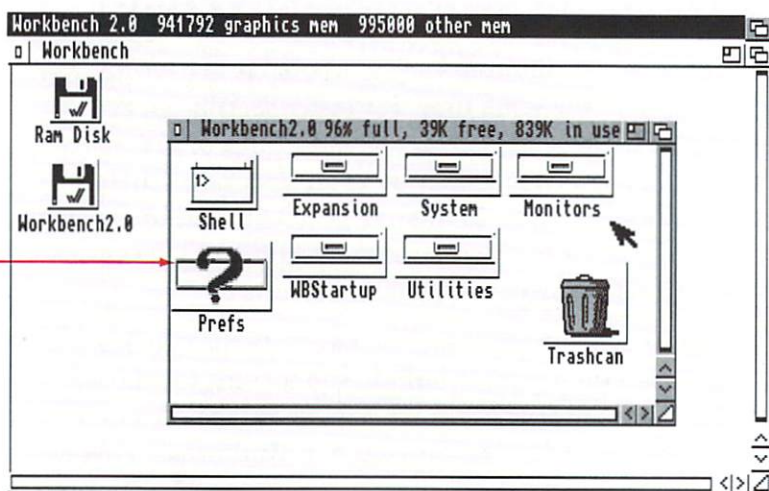 Workbench 2.0 941792 graphics mem 995000 other mem
Workbench
Ram Disk
Workbench2.0
Workbench2.0 96% full, 39K free, 839K in use
1>
Shell
Expansion
System
Monitors
Prefs
WBStartup
Utilities
Trashcan